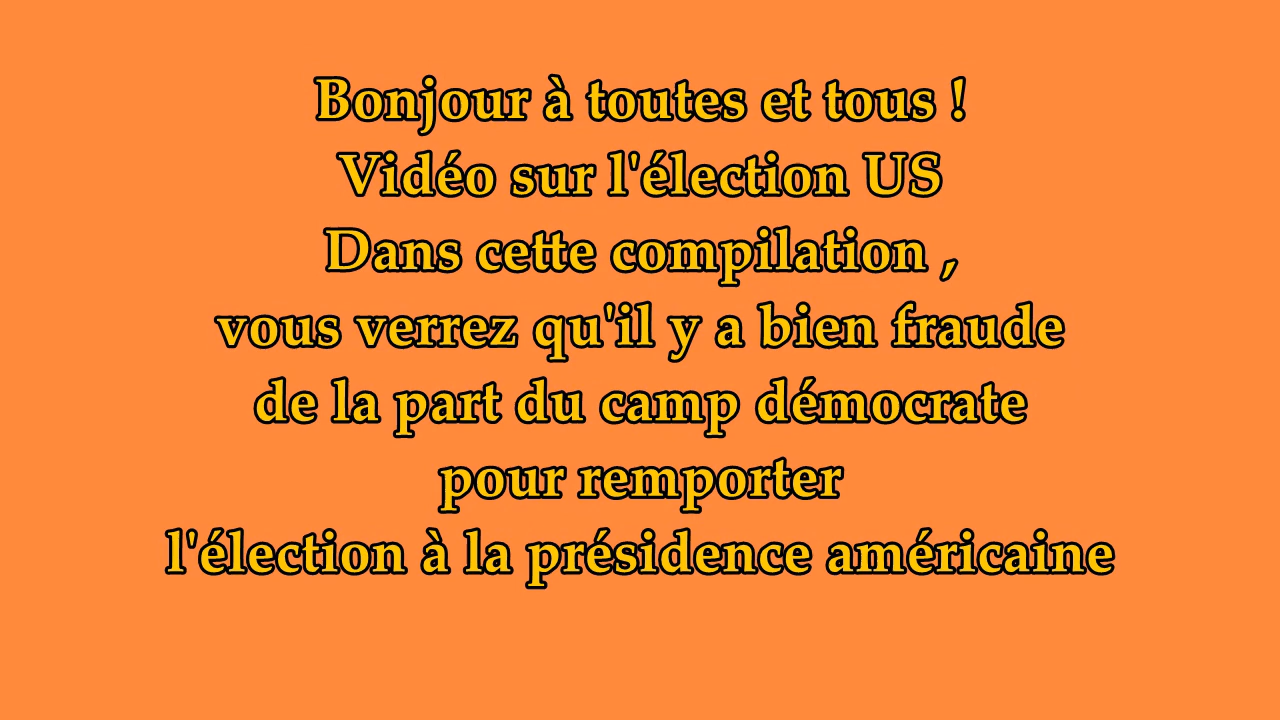 Bonjour à toutes et tous !
Vidéo sur l'élection US
Dans cette compilation ,
vous verrez qu'il y a bien fraude
de la part du camp démocrate
pour remporter
l'élection à la présidence américaine